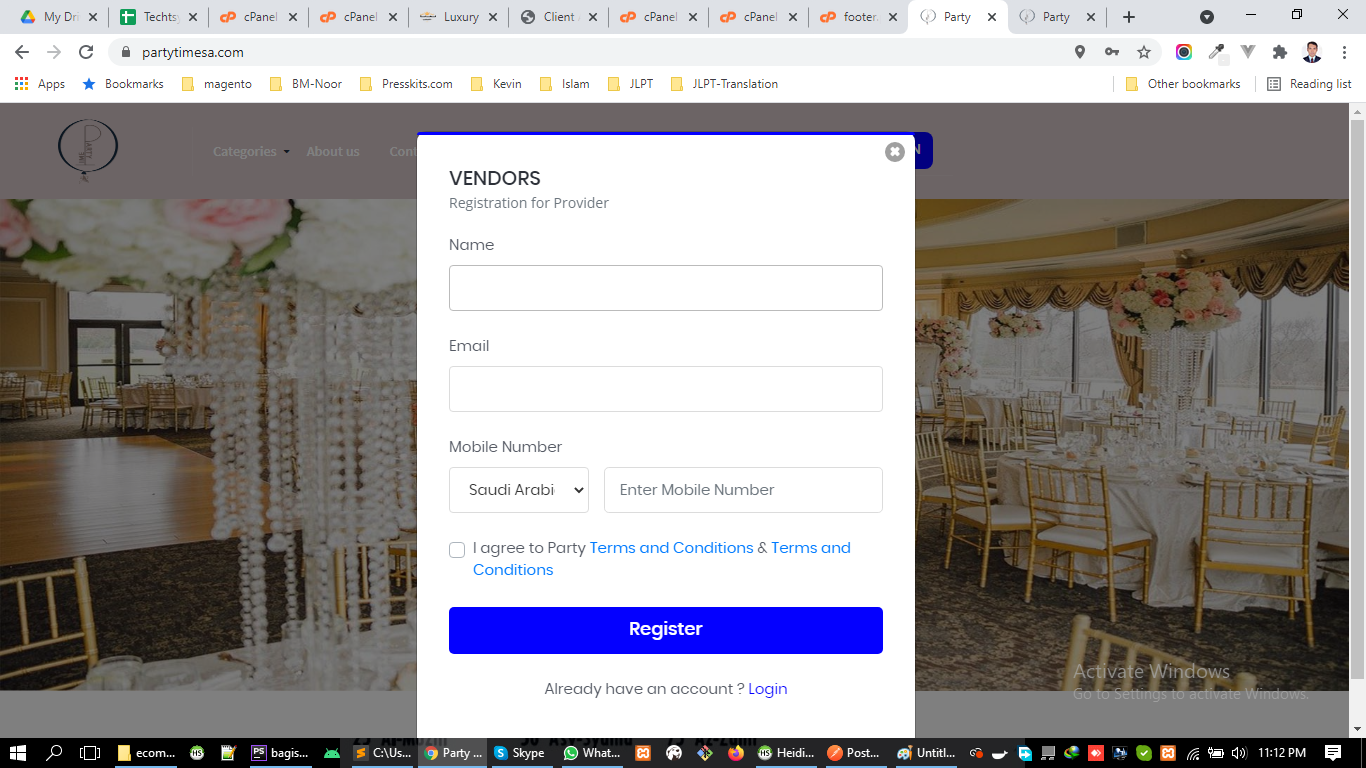 My Dri
Techts
cPanel
cPanel
Luxury
Client
cPanel
cPanel
footer.
Party
Party
partytimesa.com
Apps
Bookmarks
magento
BM-Noor
Presskits.com
Kevin
Islam
JLPT
JLPT-Translation
Other bookmarks
Reading list
Categories
About us
Cont
N
VENDORS
Registration for Provider
Name
Email
Mobile Number
Saudi Arabi
Enter Mobile Number
I agree to Party Terms and Conditions & Terms and
Conditions
Register
Already have an account ? Login
Activate Windows
Go to Settings to activate Windows.
ecom...
bagis...
C:\Us...
Party ...
Skype
What...
Heidi...
Post...
Untitl...
11:12 PM